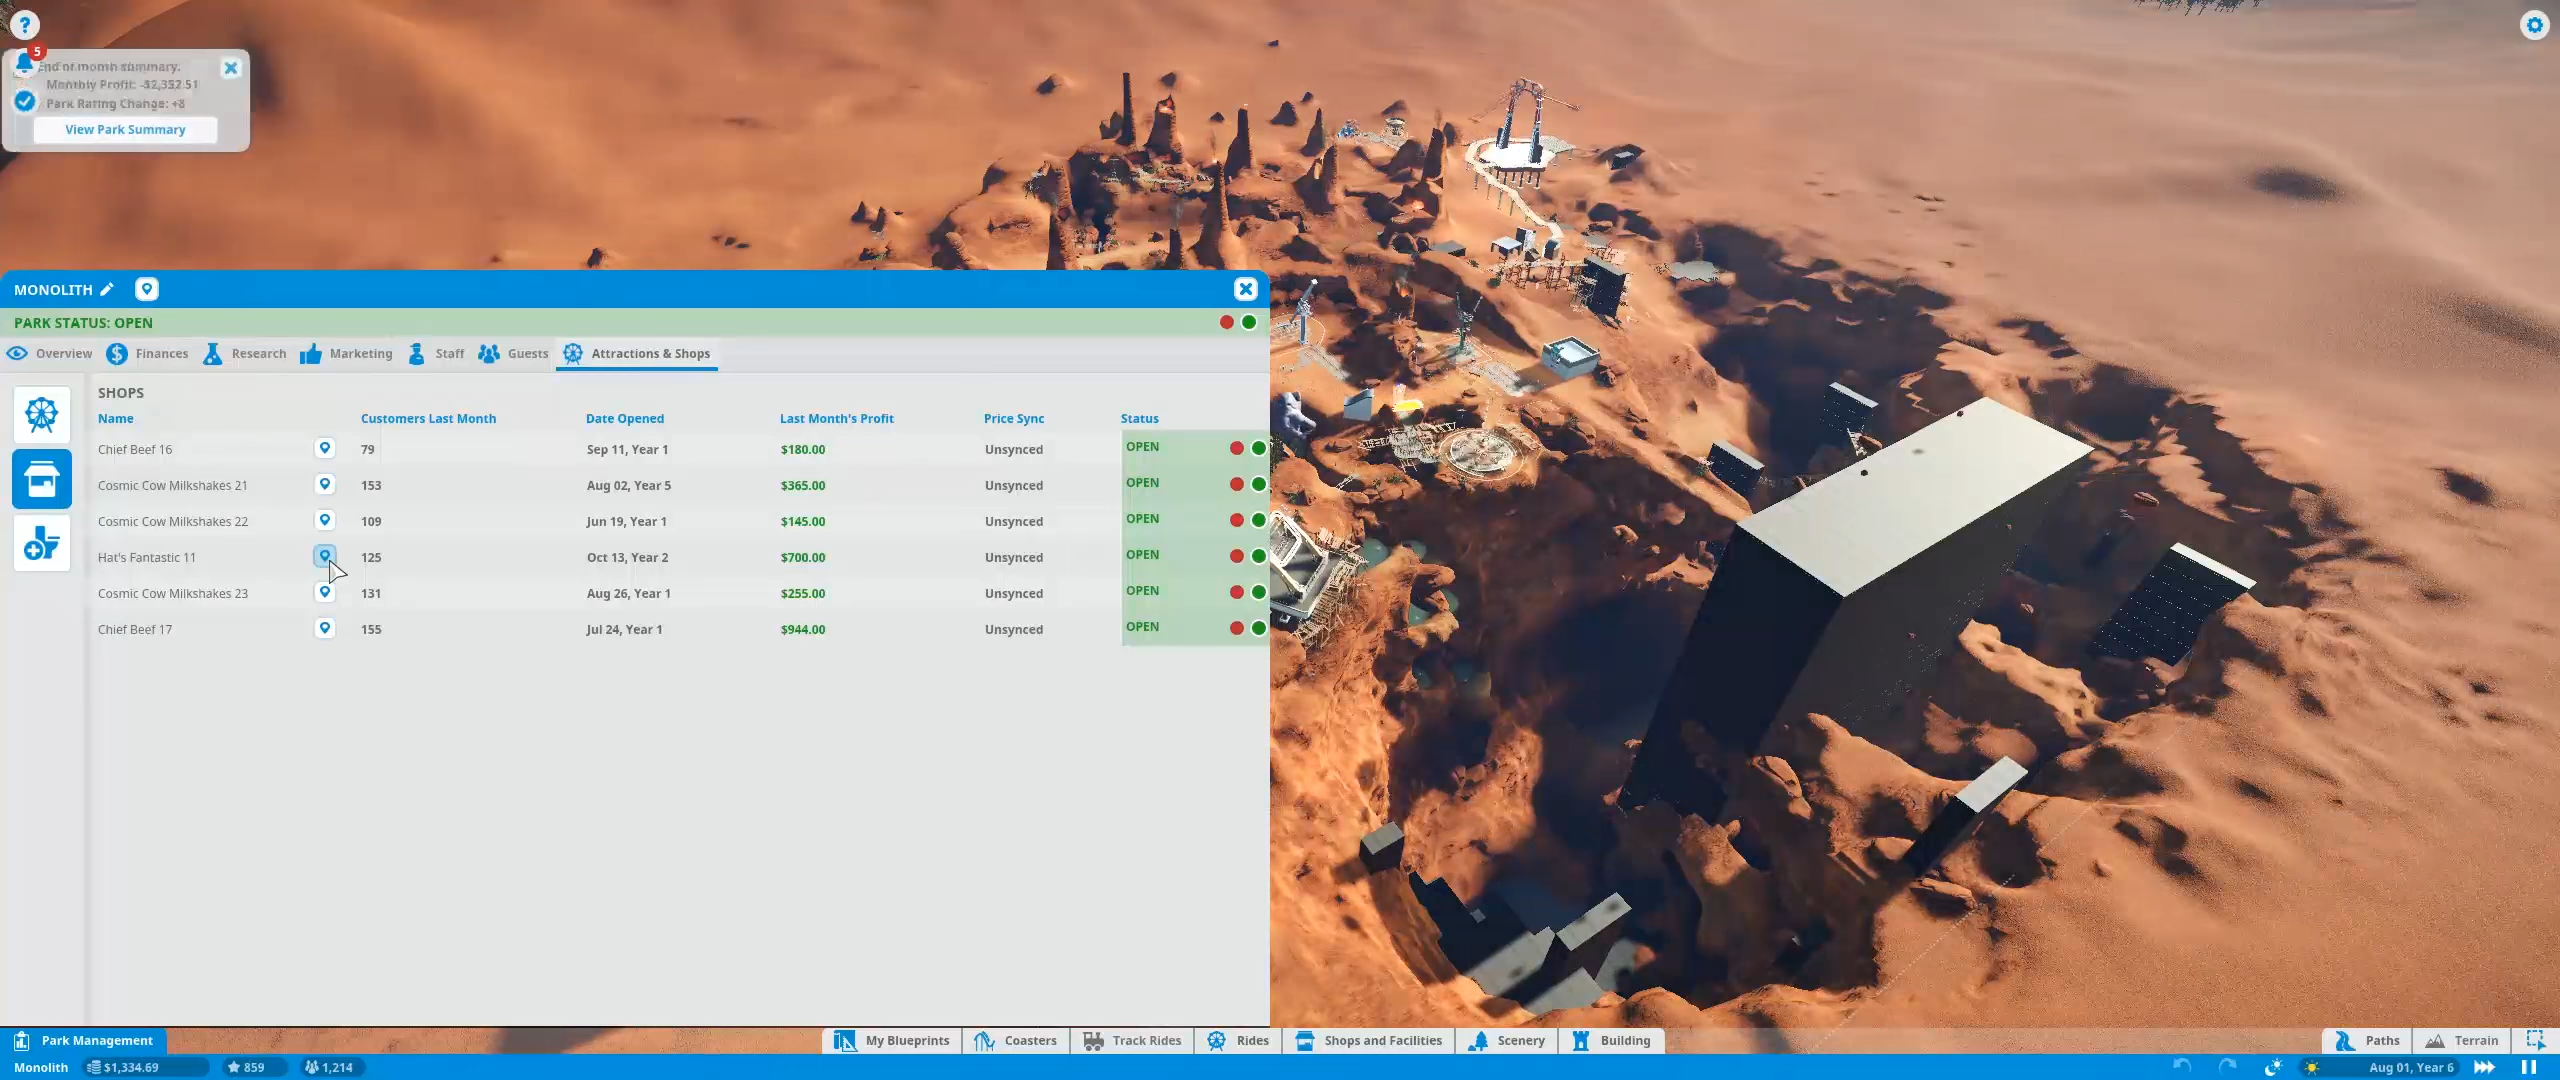 ?
5
End of month summary.
Monthly Profit: -$2,352.51
Park Rating Change: +8
View Park Summary
MONOLITH
PARK STATUS: OPEN
Overview Finances Research Marketing Staff Guests Attractions & Shops
SHOPS
Name Customers Last Month Date Opened Last Month's Profit Price Sync Status
Chief Beef 16 79 Sep 11, Year 1 $180.00 Unsynced OPEN
Cosmic Cow Milkshakes 21 153 Aug 02, Year 5 $365.00 Unsynced OPEN
Cosmic Cow Milkshakes 22 109 Jun 19, Year 1 $145.00 Unsynced OPEN
Hat's Fantastic 11 125 Oct 13, Year 2 $700.00 Unsynced OPEN
Cosmic Cow Milkshakes 23 131 Aug 26, Year 1 $255.00 Unsynced OPEN
Chief Beef 17 155 Jul 24, Year 1 $944.00 Unsynced OPEN
Park Management My Blueprints Coasters Track Rides Rides Shops and Facilities Scenery Building Paths Terrain
Monolith $1,334.69 859 1,214 Aug 01, Year 6